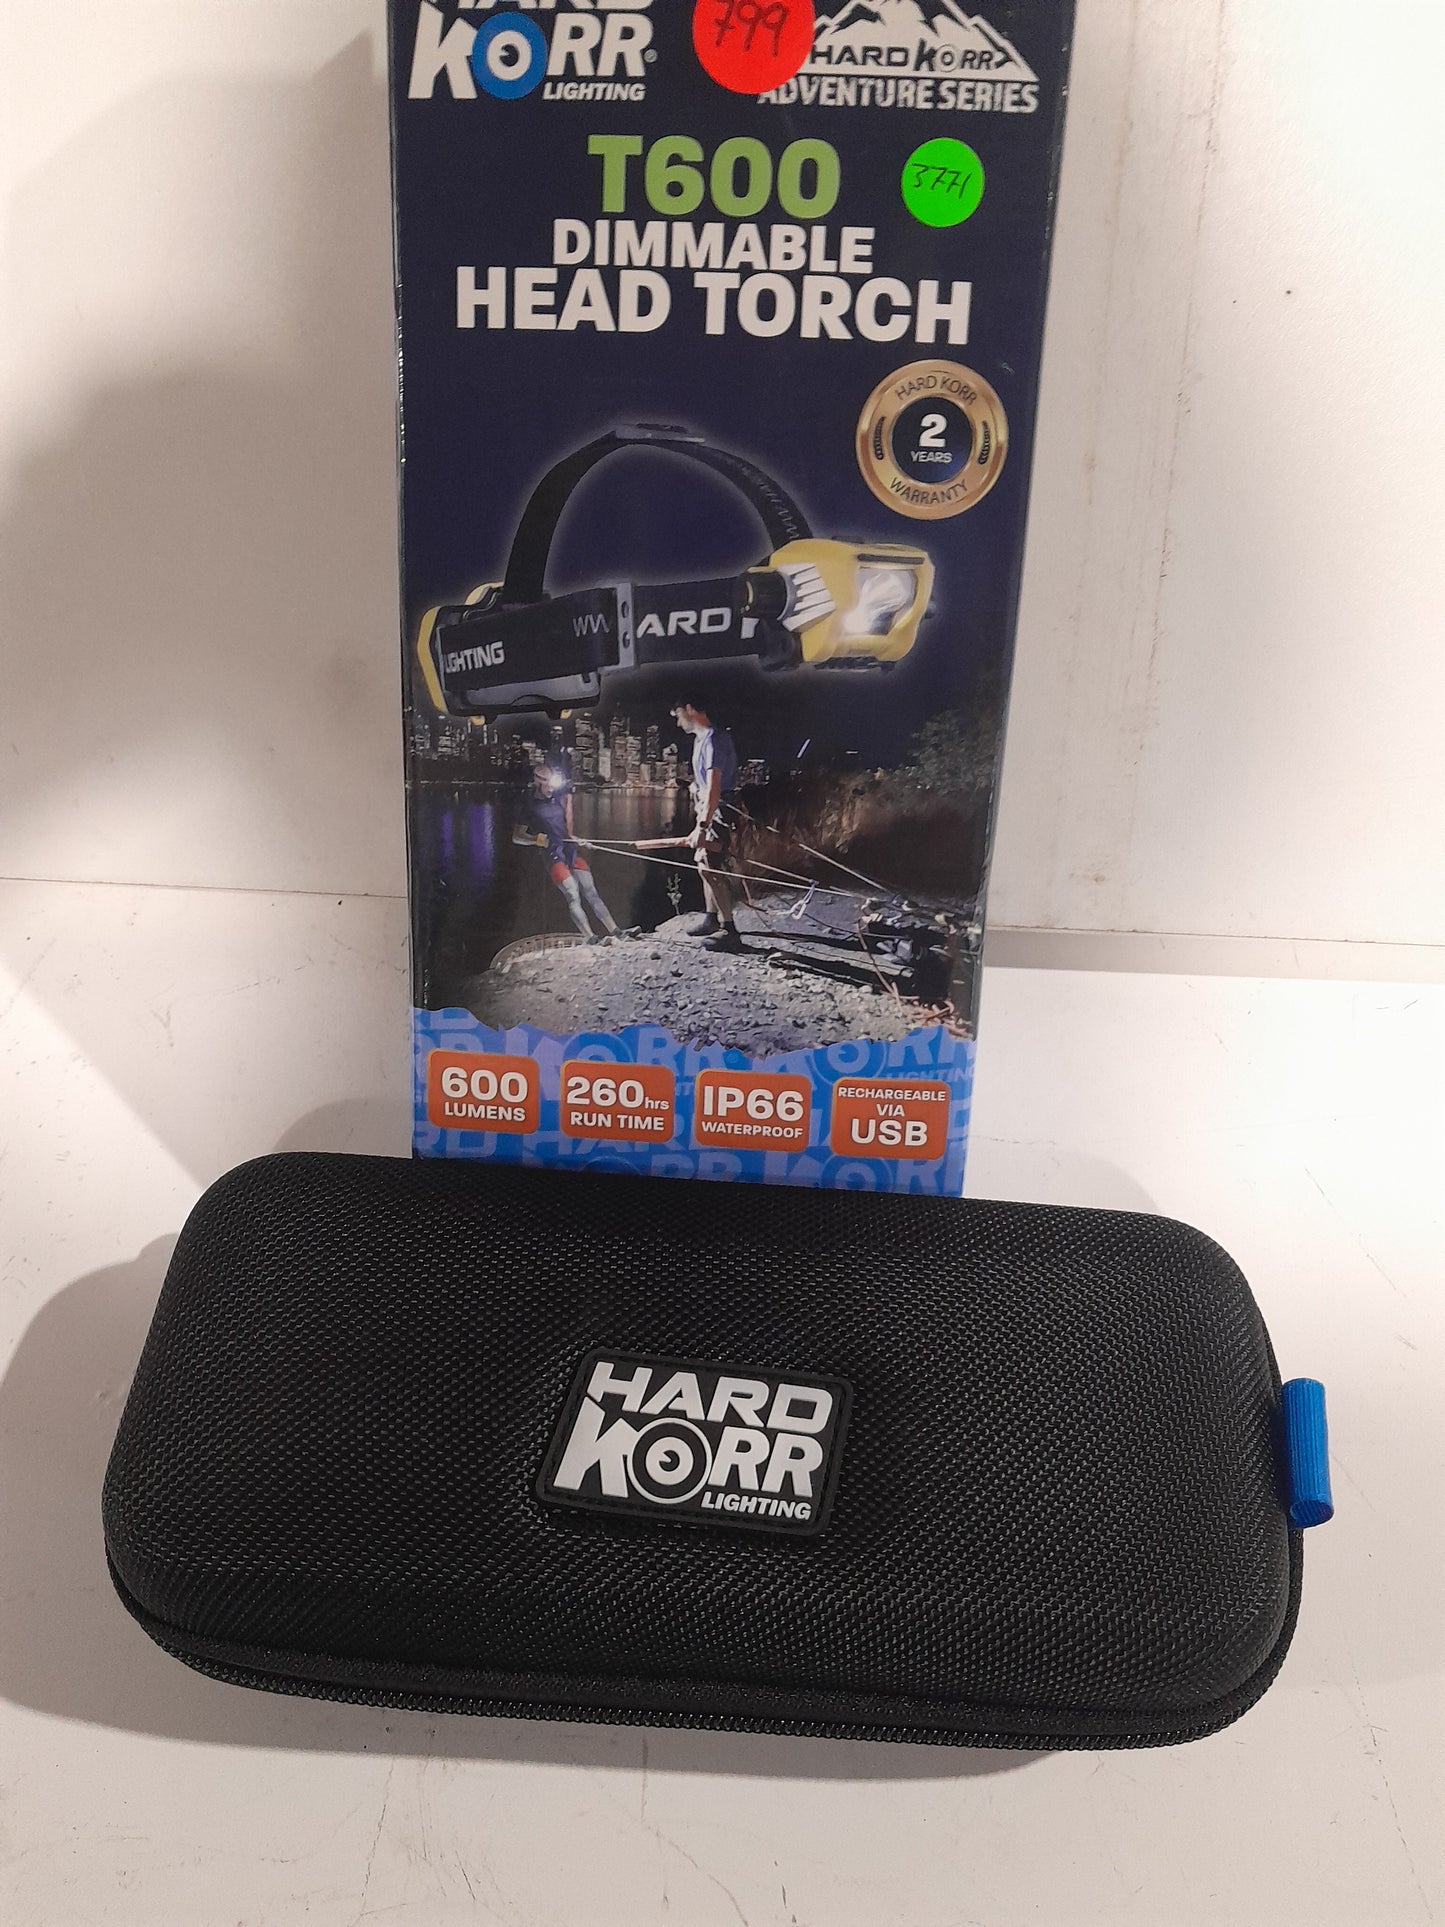 HARD
KORR®
LIGHTING
799
HARD KORR
ADVENTURE SERIES
T600
3771
DIMMABLE
HEAD TORCH
HARD KORR
2
YEARS
WARRANTY
ARD
LIGHTING
600
LUMENS
260hrs
RUN TIME
IP66
WATERPROOF
RECHARGEABLE
VIA
USB
HARD
KORR
LIGHTING